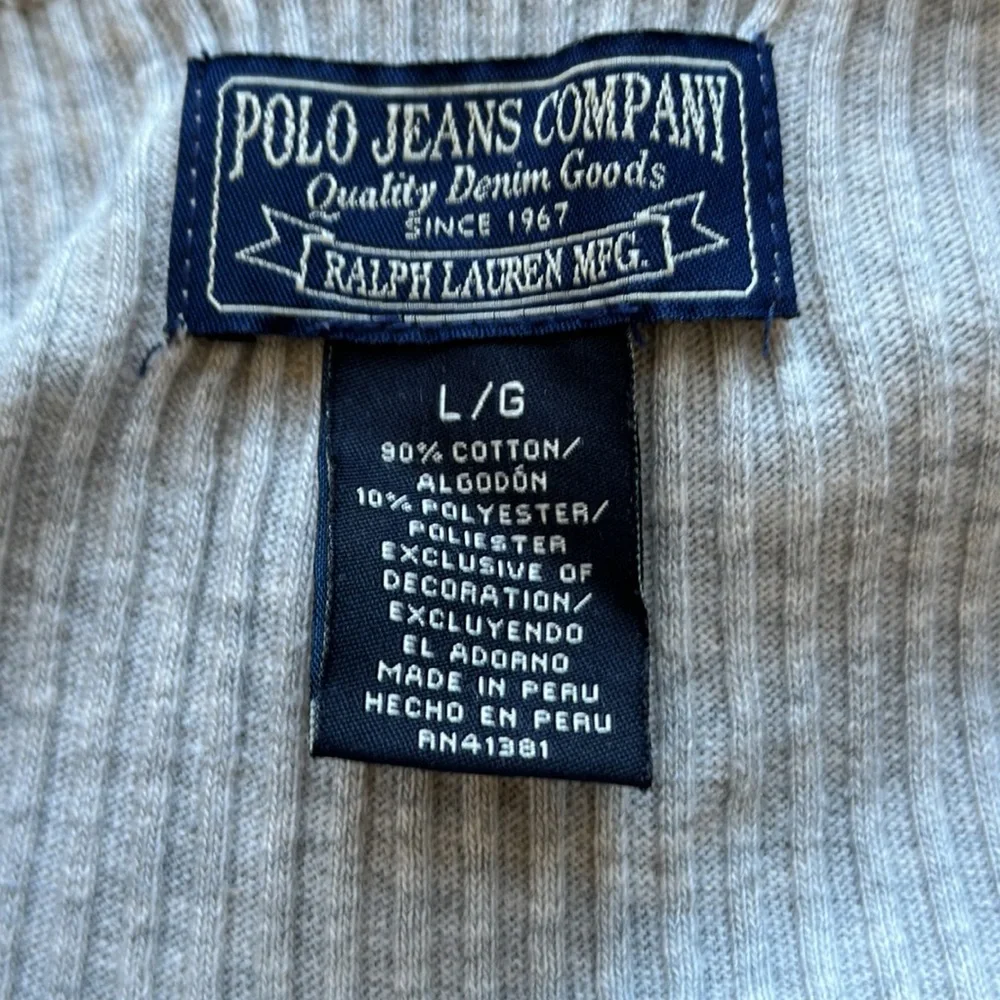 POLO JEANS COMPANY
Quality Denim Goods
SINCE 1967
RALPH LAUREN MFG.
L/G
90% COTTON/
ALGODÓN
10% POLYESTER/
POLIESTER
EXCLUSIVE OF
DECORATION/
EXCLUYENDO
EL ADORNO
MADE IN PERU
HECHO EN PERU
RN41381